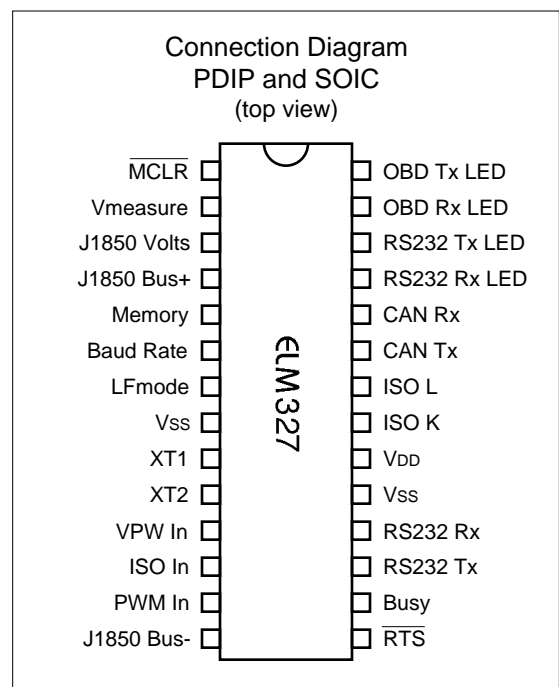 Connection Diagram
PDIP and SOIC
(top view)
MCLR OBD Tx LED
Vmeasure OBD Rx LED
J1850 Volts RS232 Tx LED
J1850 Bus+ RS232 Rx LED
Memory CAN Rx
Baud Rate CAN Tx
LFmode ISO L
VSS ISO K
XT1 VDD
XT2 VSS
VPW In RS232 Rx
ISO In RS232 Tx
PWM In Busy
J1850 Bus- RTS
ELM327